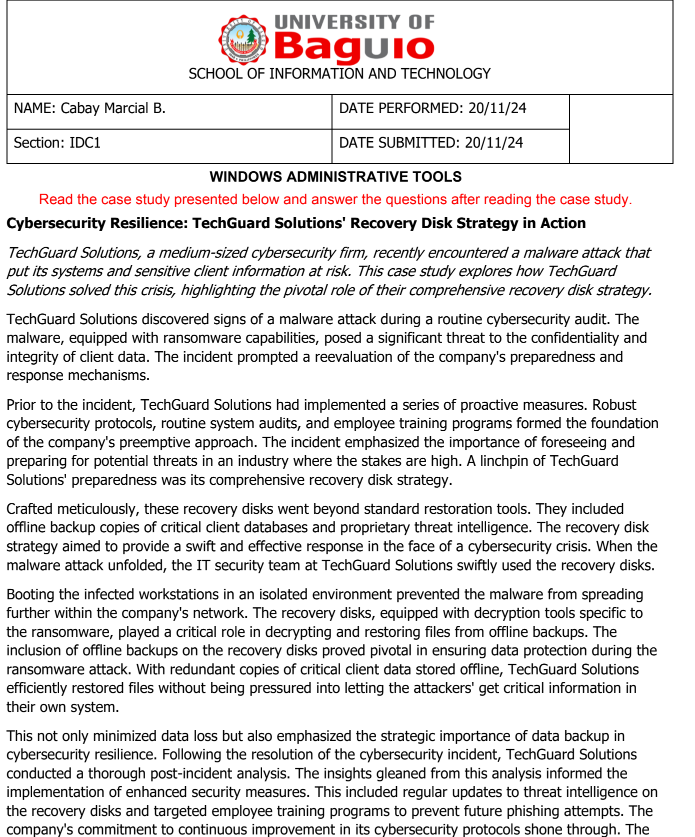 UNIVERSITY OF
Baguio
SCHOOL OF INFORMATION AND TECHNOLOGY
NAME: Cabay Marcial B.
DATE PERFORMED: 20/11/24
Section: IDC1
DATE SUBMITTED: 20/11/24
WINDOWS ADMINISTRATIVE TOOLS
Read the case study presented below and answer the questions after reading the case study.
Cybersecurity Resilience: TechGuard Solutions' Recovery Disk Strategy in Action
TechGuard Solutions, a medium-sized cybersecurity firm, recently encountered a malware attack that
put its systems and sensitive client information at risk. This case study explores how TechGuard
Solutions solved this crisis, highlighting the pivotal role of their comprehensive recovery disk strategy.
TechGuard Solutions discovered signs of a malware attack during a routine cybersecurity audit. The
malware, equipped with ransomware capabilities, posed a significant threat to the confidentiality and
integrity of client data. The incident prompted a reevaluation of the company's preparedness and
response mechanisms.
Prior to the incident, TechGuard Solutions had implemented a series of proactive measures. Robust
cybersecurity protocols, routine system audits, and employee training programs formed the foundation
of the company's preemptive approach. The incident emphasized the importance of foreseeing and
preparing for potential threats in an industry where the stakes are high. A linchpin of TechGuard
Solutions' preparedness was its comprehensive recovery disk strategy.
Crafted meticulously, these recovery disks went beyond standard restoration tools. They included
offline backup copies of critical client databases and proprietary threat intelligence. The recovery disk
strategy aimed to provide a swift and effective response in the face of a cybersecurity crisis. When the
malware attack unfolded, the IT security team at TechGuard Solutions swiftly used the recovery disks.
Booting the infected workstations in an isolated environment prevented the malware from spreading
further within the company's network. The recovery disks, equipped with decryption tools specific to
the ransomware, played a critical role in decrypting and restoring files from offline backups. The
inclusion of offline backups on the recovery disks proved pivotal in ensuring data protection during the
ransomware attack. With redundant copies of critical client data stored offline, TechGuard Solutions
efficiently restored files without being pressured into letting the attackers' get critical information in
their own system.
This not only minimized data loss but also emphasized the strategic importance of data backup in
cybersecurity resilience. Following the resolution of the cybersecurity incident, TechGuard Solutions
conducted a thorough post-incident analysis. The insights gleaned from this analysis informed the
implementation of enhanced security measures. This included regular updates to threat intelligence on
the recovery disks and targeted employee training programs to prevent future phishing attempts. The
company's commitment to continuous improvement in its cybersecurity protocols shone through. The